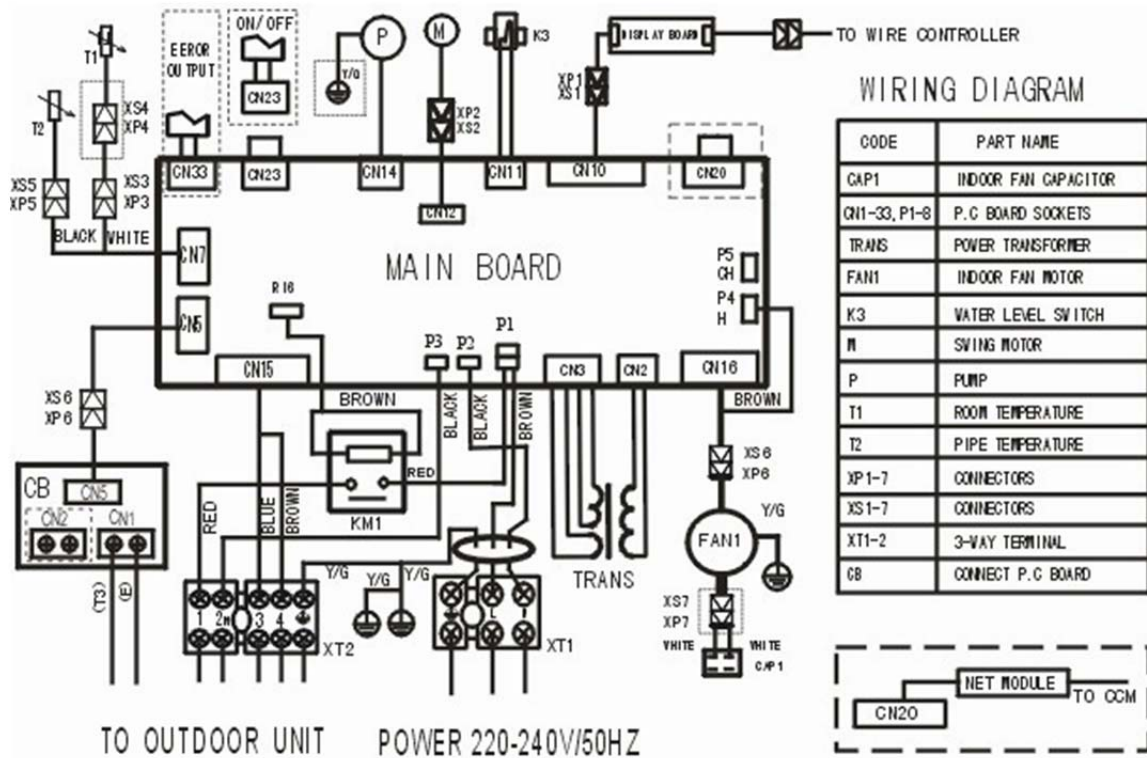 ON/OFF
EEROR
OUTPUT
T1
T2
XS4
XP4
XS5
XP5
XS3
XP3
BLACK
WHITE
CN33
CN23
CN23
Y/G
P
CN14
M
XP2
XS2
CN12
K3
CN11
XP1
XS1
CN10
DISPLAY BOARD
TO WIRE CONTROLLER
CN20
CN7
CN5
MAIN BOARD
R16
P5
CH
P4
H
P3
P2
P1
CN15
CN3
CN2
CN16
BROWN
BLACK
BLACK
BROWN
BROWN
XS6
XP6
CB
CN5
CN2
CN1
(T3)
(E)
RED
BLUE
BROWN
RED
KM1
Y/G
Y/G
1
2N
3
4
XT2
L
XT1
TRANS
XS6
XP6
FAN1
Y/G
XS7
XP7
WHITE
WHITE
CAP1
TO OUTDOOR UNIT
POWER 220-240V/50HZ
WIRING DIAGRAM
CODE PART NAME
CAP1 INDOOR FAN CAPACITOR
CN1-33,P1-8 P.C BOARD SOCKETS
TRANS POWER TRANSFORMER
FAN1 INDOOR FAN MOTOR
K3 WATER LEVEL SWITCH
M SWING MOTOR
P PUMP
T1 ROOM TEMPERATURE
T2 PIPE TEMPERATURE
XP1-7 CONNECTORS
XS1-7 CONNECTORS
XT1-2 3-WAY TERMINAL
CB CONNECT P.C BOARD
NET MODULE
TO CCM
CN20